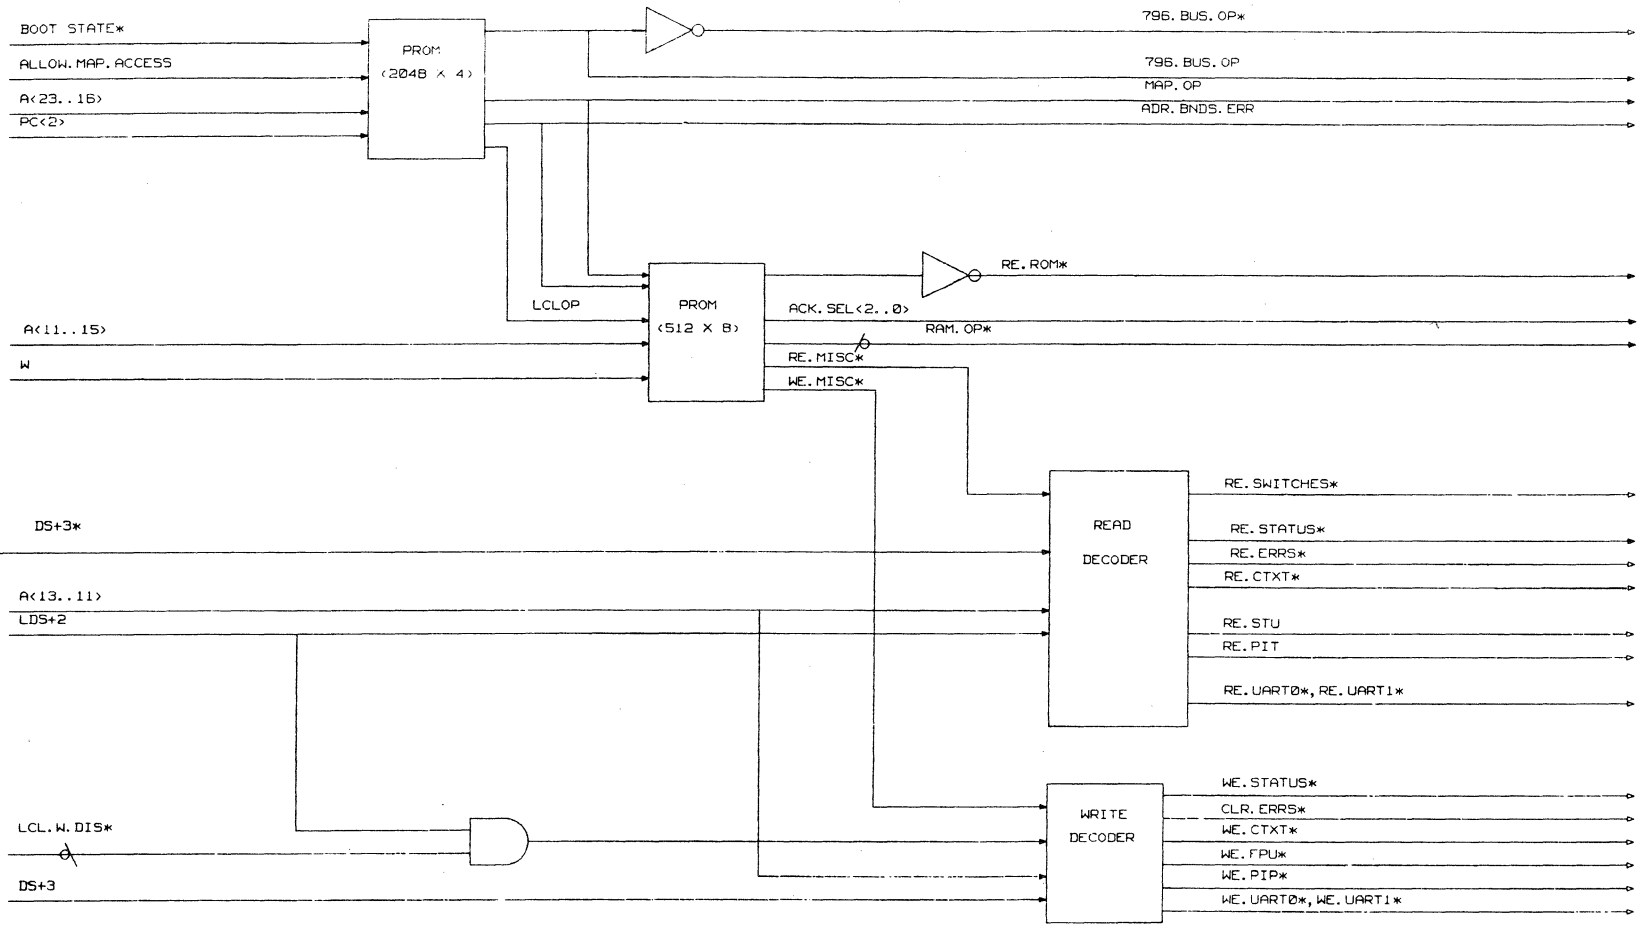 BOOT STATE*
796.BUS.OP*
PROM
(2048 X 4)
ALLOW.MAP.ACCESS
796.BUS.OP
MAP.OP
A<23..16>
ADR.BNDS.ERR
PC<2>
RE.ROM*
LCLOP
PROM
(512 X 8)
ACK.SEL<2..0>
A<11..15>
RAM.OP*
W
RE.MISC*
WE.MISC*
RE.SWITCHES*
DS+3*
READ
DECODER
RE.STATUS*
RE.ERRS*
RE.CTXT*
A<13..11>
LDS+2
RE.STU
RE.PIT
RE.UART0*,RE.UART1*
WE.STATUS*
WRITE
DECODER
CLR.ERRS*
LCL.W.DIS*
WE.CTXT*
WE.FPU*
WE.PIP*
DS+3
WE.UART0*,WE.UART1*